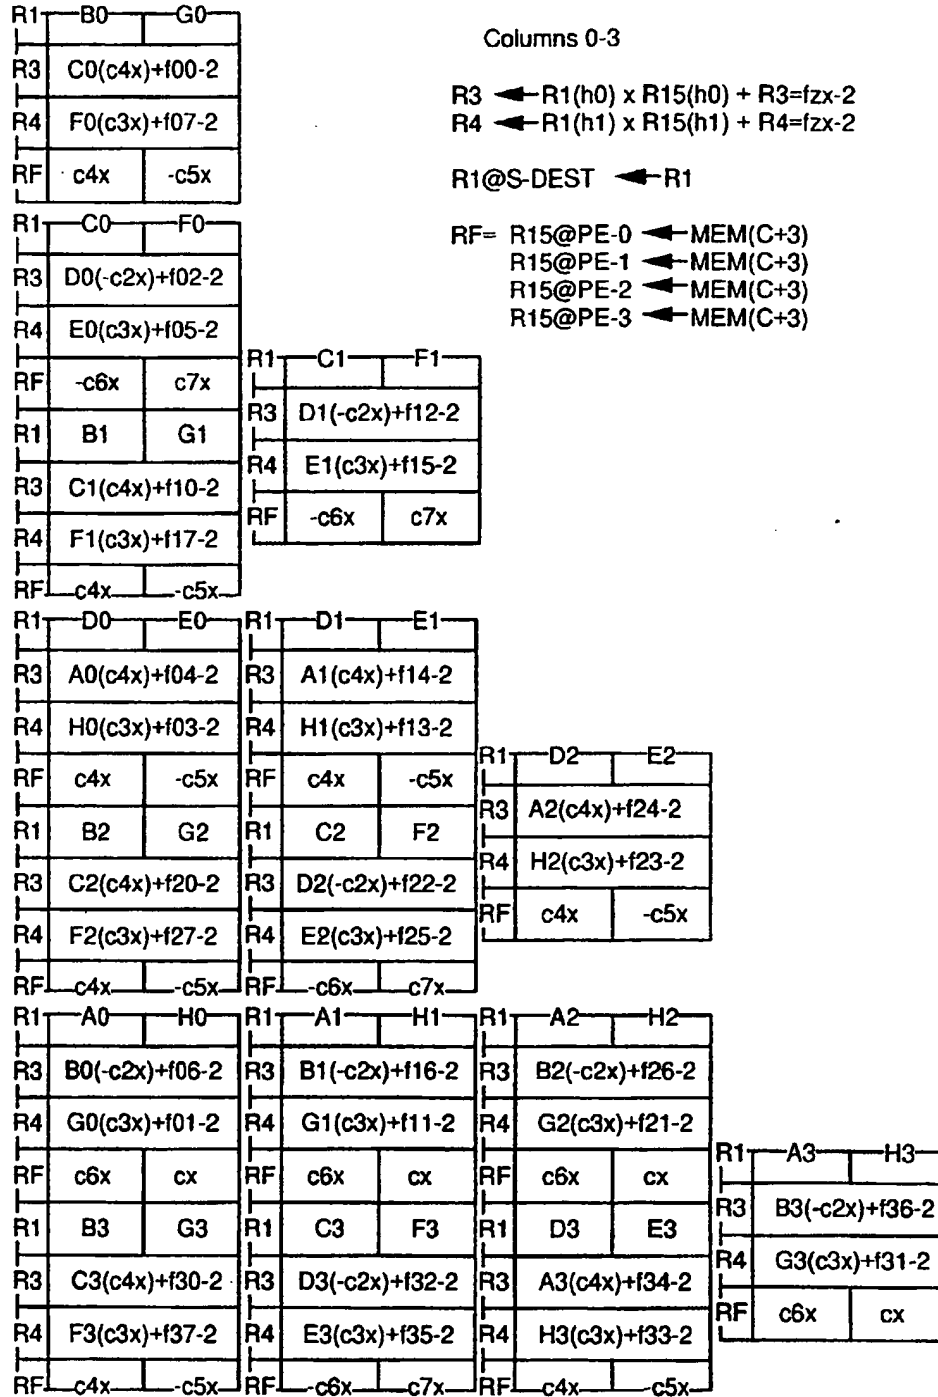 R1 B0 G0
R3 C0(c4x)+f00-2
R4 F0(c3x)+f07-2
RF c4x -c5x
Columns 0-3
R3 ◄— R1(h0) x R15(h0) + R3=fzx-2
R4 ◄— R1(h1) x R15(h1) + R4=fzx-2
R1@S-DEST ◄— R1
RF= R15@PE-0 ◄— MEM(C+3)
R15@PE-1 ◄— MEM(C+3)
R15@PE-2 ◄— MEM(C+3)
R15@PE-3 ◄— MEM(C+3)
R1 C0 F0
R3 D0(-c2x)+f02-2
R4 E0(c3x)+f05-2
RF -c6x c7x
R1 B1 G1
R3 C1(c4x)+f10-2
R4 F1(c3x)+f17-2
RF c4x -c5x
R1 C1 F1
R3 D1(-c2x)+f12-2
R4 E1(c3x)+f15-2
RF -c6x c7x
R1 D0 E0
R3 A0(c4x)+f04-2
R4 H0(c3x)+f03-2
RF c4x -c5x
R1 B2 G2
R3 C2(c4x)+f20-2
R4 F2(c3x)+f27-2
RF c4x -c5x
R1 D1 E1
R3 A1(c4x)+f14-2
R4 H1(c3x)+f13-2
RF c4x -c5x
R1 C2 F2
R3 D2(-c2x)+f22-2
R4 E2(c3x)+f25-2
RF -c6x c7x
R1 D2 E2
R3 A2(c4x)+f24-2
R4 H2(c3x)+f23-2
RF c4x -c5x
R1 A0 H0
R3 B0(-c2x)+f06-2
R4 G0(c3x)+f01-2
RF c6x cx
R1 B3 G3
R3 C3(c4x)+f30-2
R4 F3(c3x)+f37-2
RF c4x -c5x
R1 A1 H1
R3 B1(-c2x)+f16-2
R4 G1(c3x)+f11-2
RF c6x cx
R1 C3 F3
R3 D3(-c2x)+f32-2
R4 E3(c3x)+f35-2
RF -c6x c7x
R1 A2 H2
R3 B2(-c2x)+f26-2
R4 G2(c3x)+f21-2
RF c6x cx
R1 D3 E3
R3 A3(c4x)+f34-2
R4 H3(c3x)+f33-2
RF c4x -c5x
R1 A3 H3
R3 B3(-c2x)+f36-2
R4 G3(c3x)+f31-2
RF c6x cx